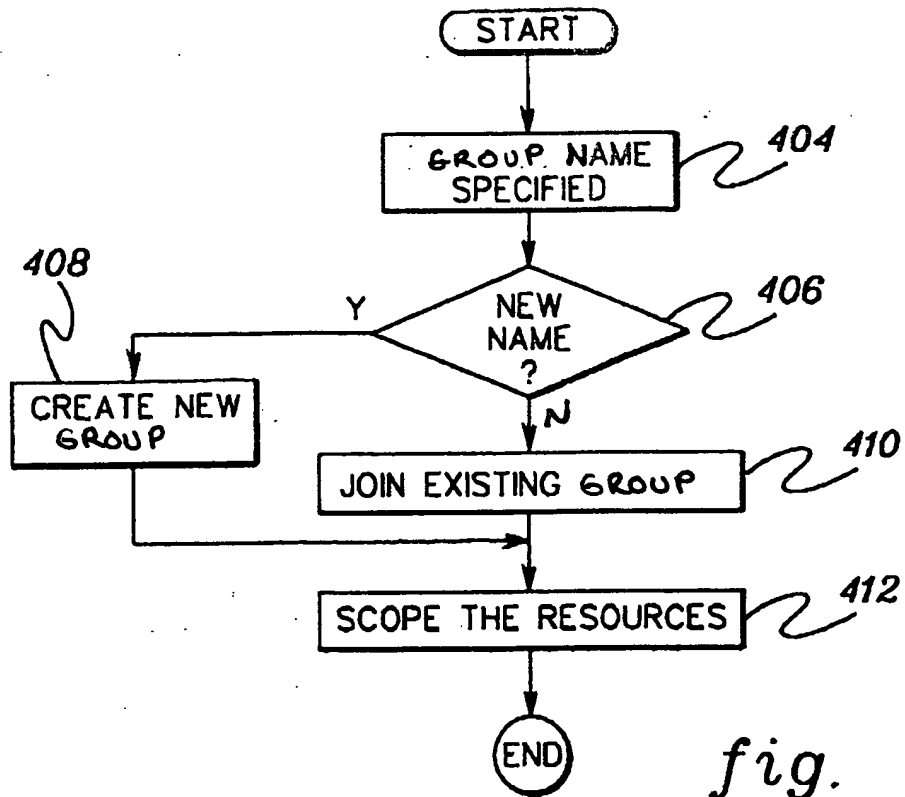 START
GROUP NAME
SPECIFIED
404
408
Y
NEW
NAME
?
406
CREATE NEW
GROUP
N
JOIN EXISTING GROUP
410
SCOPE THE RESOURCES
412
END
fig.